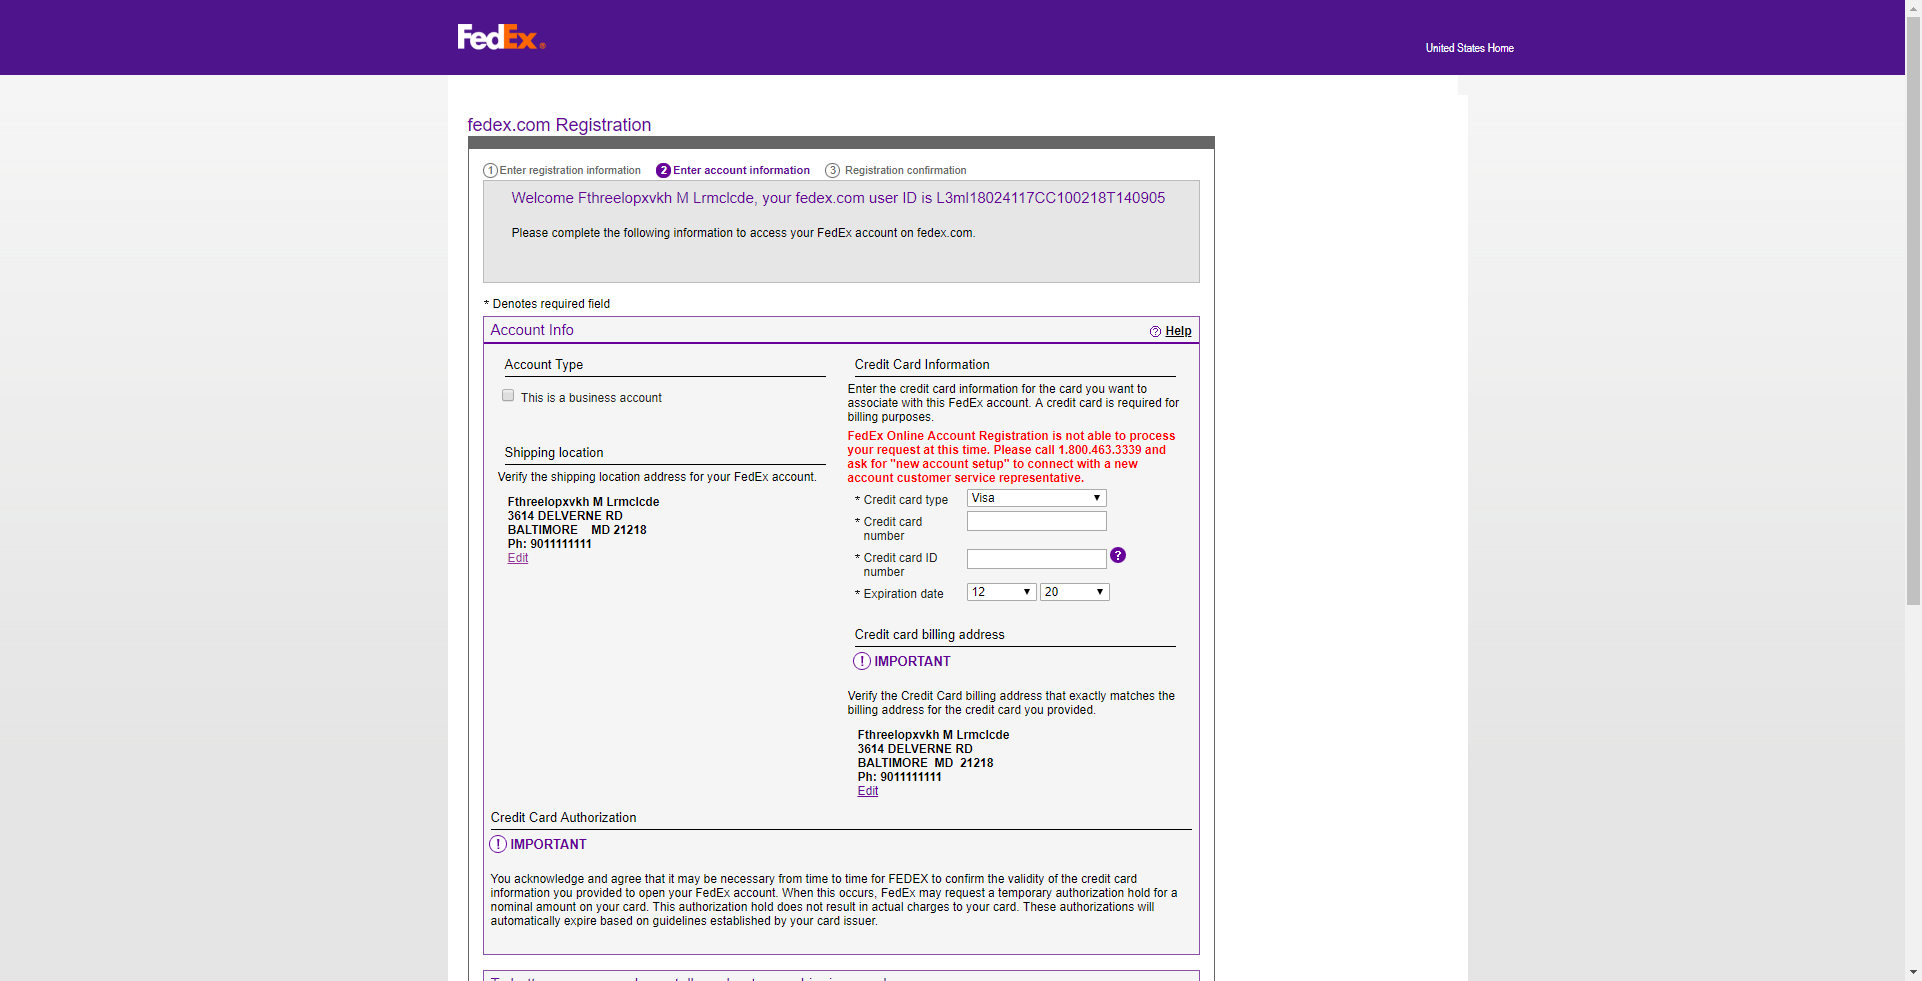 FedEx®
United States Home
fedex.com Registration
1 Enter registration information 2 Enter account information 3 Registration confirmation
Welcome Fthreelopxvkh M Lrmclcde, your fedex.com user ID is L3ml18024117CC100218T140905
Please complete the following information to access your FedEx account on fedex.com.
* Denotes required field
Account Info
? Help
Account Type
This is a business account
Shipping location
Verify the shipping location address for your FedEx account.
Fthreelopxvkh M Lrmclcde
3614 DELVERNE RD
BALTIMORE MD 21218
Ph: 9011111111
Edit
Credit Card Information
Enter the credit card information for the card you want to
associate with this FedEx account. A credit card is required for
billing purposes.
FedEx Online Account Registration is not able to process
your request at this time. Please call 1.800.463.3339 and
ask for "new account setup" to connect with a new
account customer service representative.
* Credit card type Visa
* Credit card
number
* Credit card ID ?
number
* Expiration date 12 20
Credit card billing address
! IMPORTANT
Verify the Credit Card billing address that exactly matches the
billing address for the credit card you provided.
Fthreelopxvkh M Lrmclcde
3614 DELVERNE RD
BALTIMORE MD 21218
Ph: 9011111111
Edit
Credit Card Authorization
! IMPORTANT
You acknowledge and agree that it may be necessary from time to time for FEDEX to confirm the validity of the credit card
information you provided to open your FedEx account. When this occurs, FedEx may request a temporary authorization hold for a
nominal amount on your card. This authorization hold does not result in actual charges to your card. These authorizations will
automatically expire based on guidelines established by your card issuer.